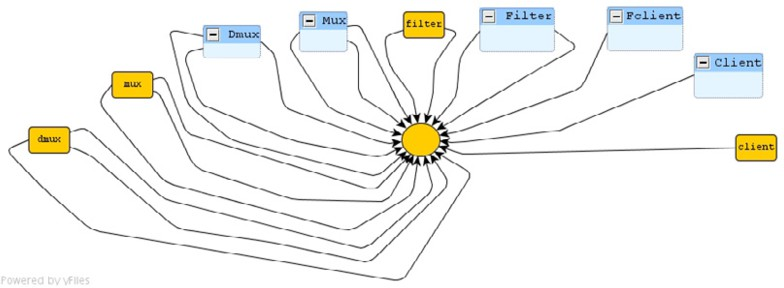 filter
Filter
Fclient
Mux
Dmux
Client
mux
dmux
client
Powered by yFiles